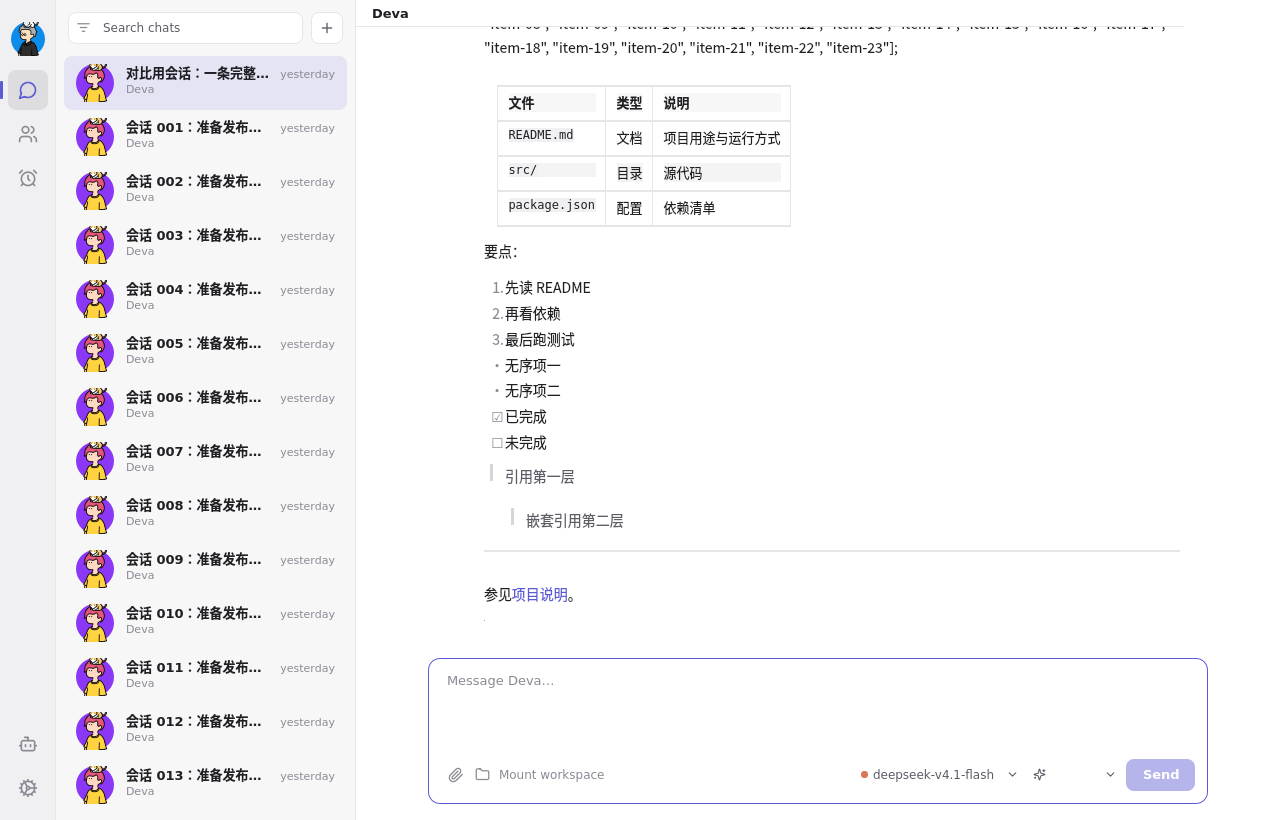 Deva
Search chats
对比用会话：一条完整... yesterday
Deva
会话 001：准备发布... yesterday
Deva
会话 002：准备发布... yesterday
Deva
会话 003：准备发布... yesterday
Deva
会话 004：准备发布... yesterday
Deva
会话 005：准备发布... yesterday
Deva
会话 006：准备发布... yesterday
Deva
会话 007：准备发布... yesterday
Deva
会话 008：准备发布... yesterday
Deva
会话 009：准备发布... yesterday
Deva
会话 010：准备发布... yesterday
Deva
会话 011：准备发布... yesterday
Deva
会话 012：准备发布... yesterday
Deva
会话 013：准备发布... yesterday
Deva
"item-18", "item-19", "item-20", "item-21", "item-22", "item-23"];
文件 类型 说明
README.md 文档 项目用途与运行方式
src/ 目录 源代码
package.json 配置 依赖清单
要点：
1. 先读 README
2. 再看依赖
3. 最后跑测试
• 无序项一
• 无序项二
☑ 已完成
☐ 未完成
引用第一层
嵌套引用第二层
参见项目说明。
Message Deva...
Mount workspace
deepseek-v4.1-flash
Send